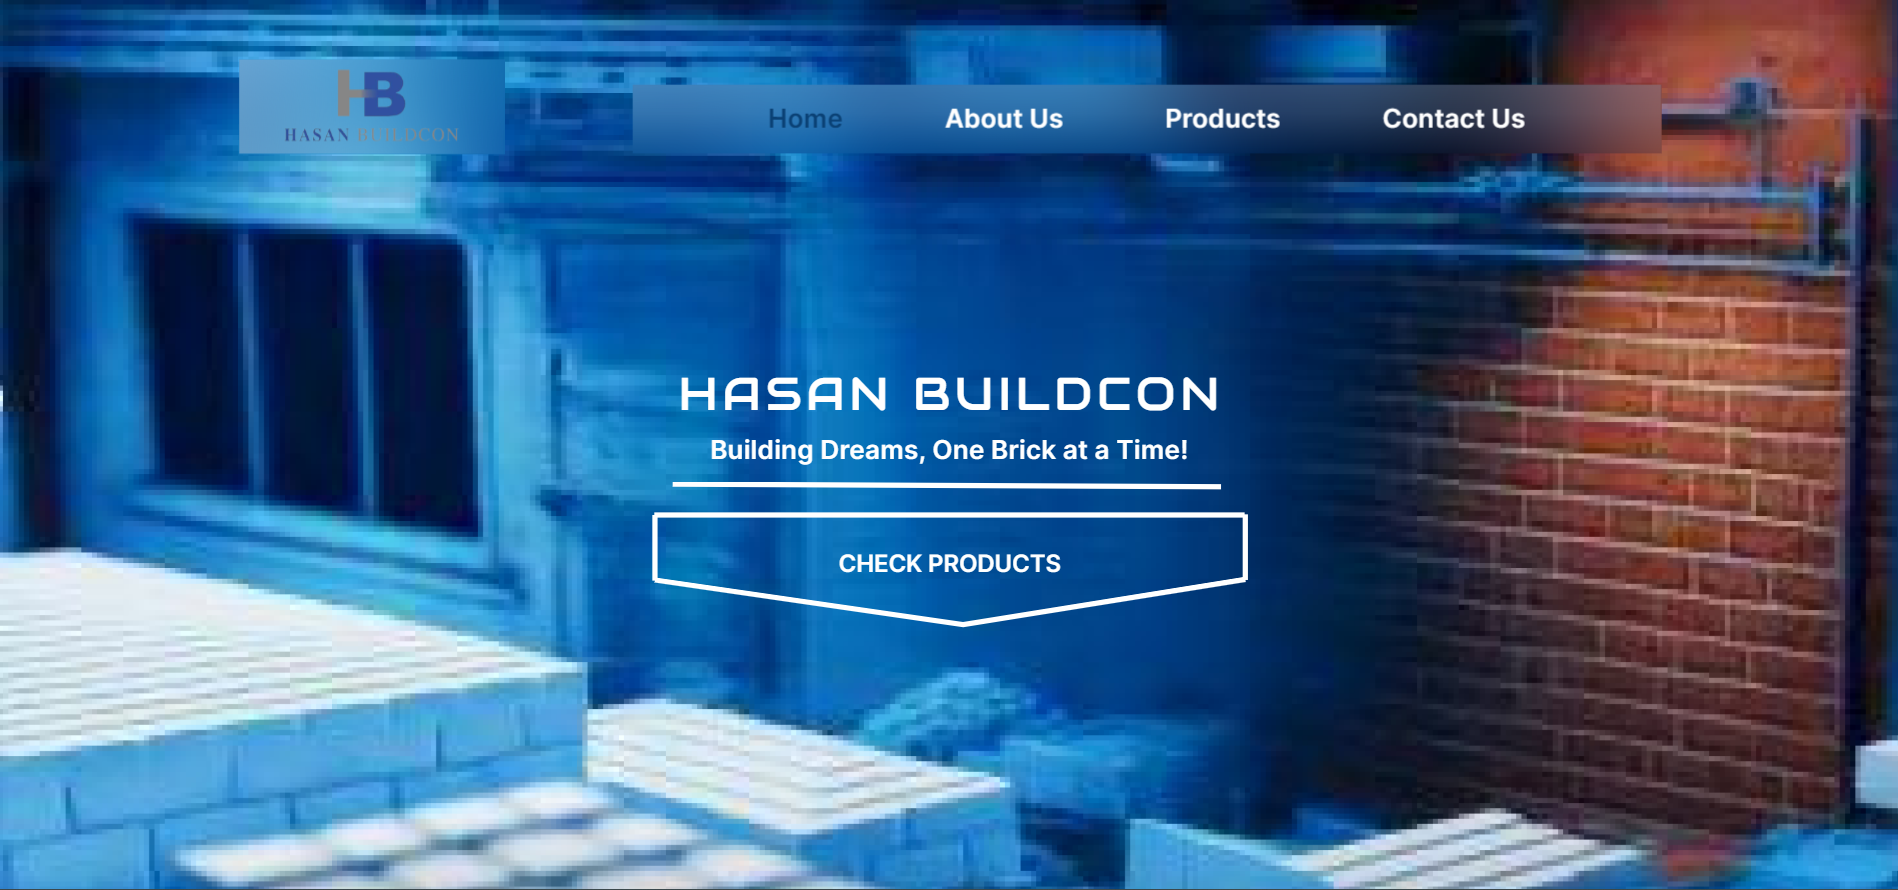 HB
HASAN BUILDCON
Home
About Us
Products
Contact Us
HASAN BUILDCON
Building Dreams, One Brick at a Time!
CHECK PRODUCTS